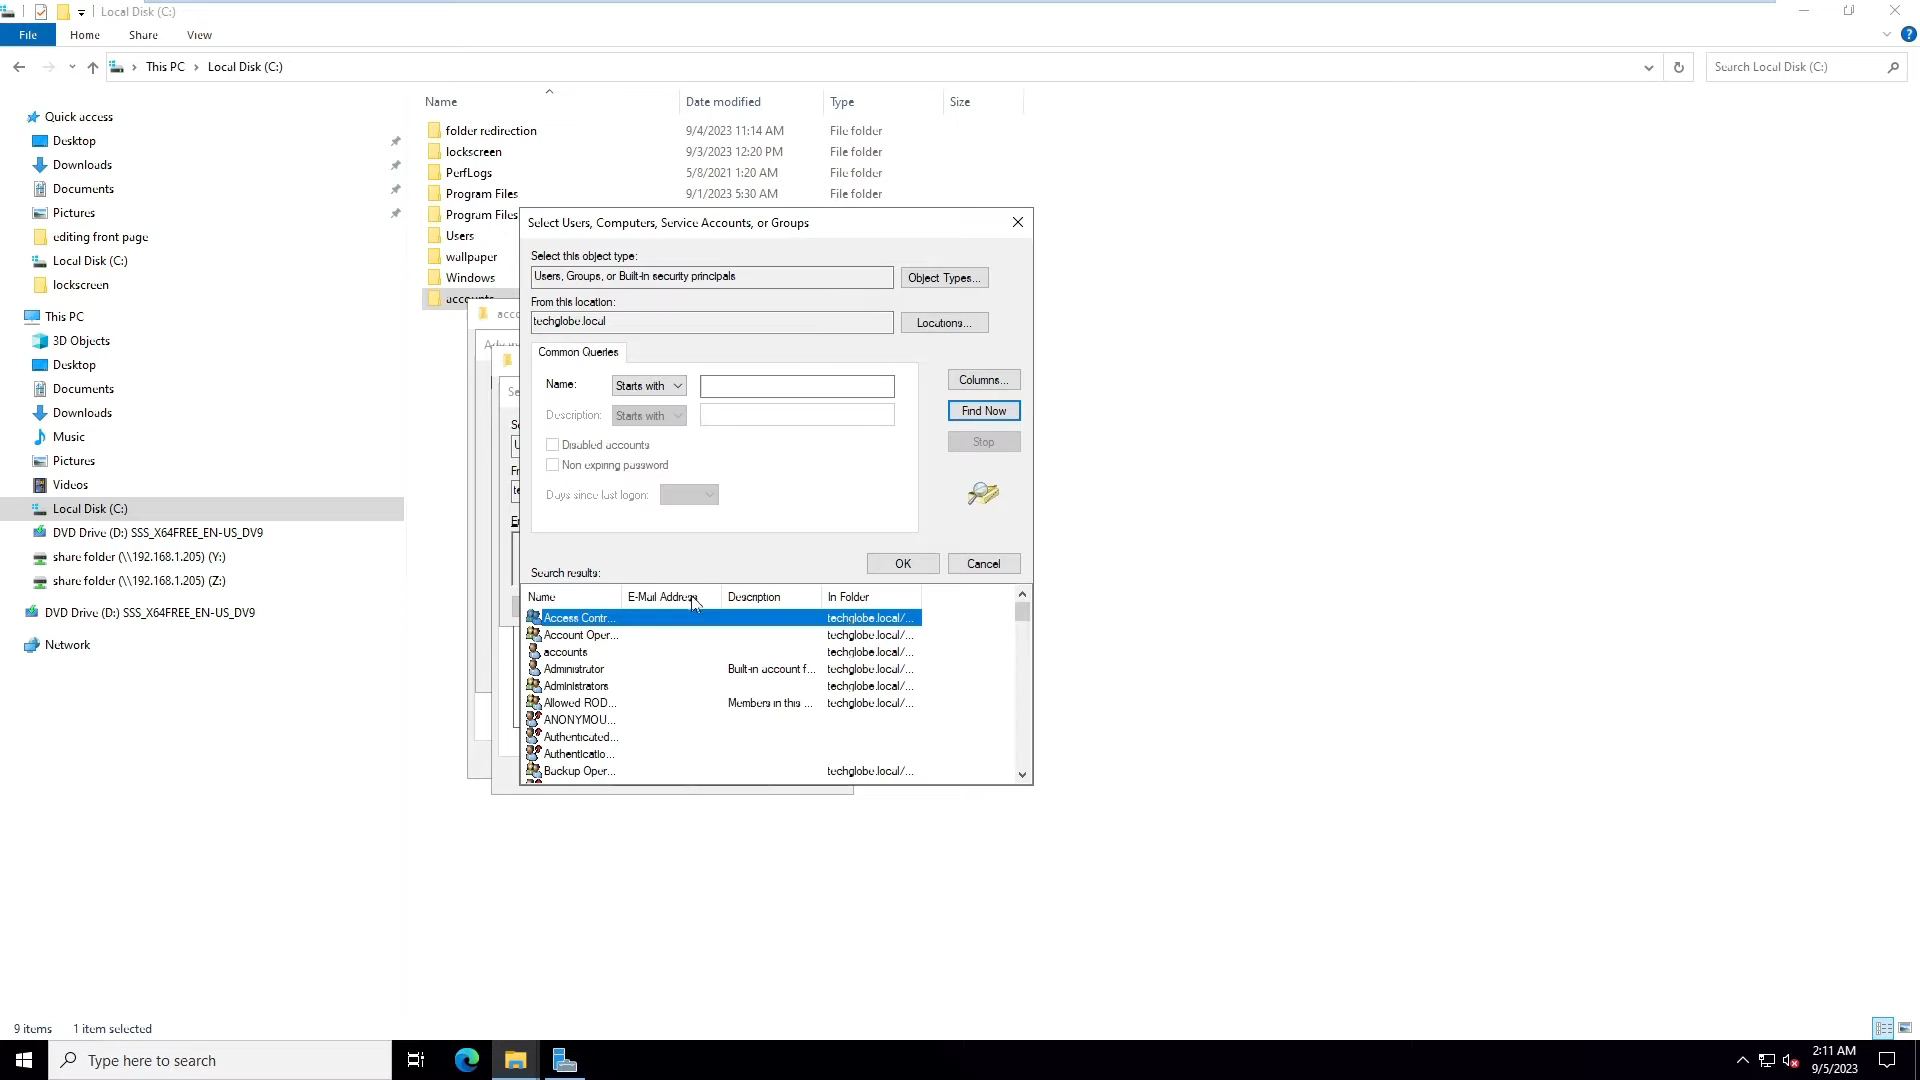 Local Disk (C:)
File Home Share View
This PC Local Disk (C:)
Search Local Disk (C:)
Name Date modified Type Size
Quick access
Desktop
Downloads
Documents
Pictures
editing front page
Local Disk (C:)
lockscreen
This PC
3D Objects
Desktop
Documents
Downloads
Music
Pictures
Videos
Local Disk (C:)
DVD Drive (D:) SSS_X64FREE_EN-US_DV9
share folder (\\192.168.1.205) (Y:)
share folder (\\192.168.1.205) (Z:)
DVD Drive (D:) SSS_X64FREE_EN-US_DV9
Network
folder redirection 9/4/2023 11:14 AM File folder
lockscreen 9/3/2023 12:20 PM File folder
PerfLogs 5/8/2021 1:20 AM File folder
Program Files 9/1/2023 5:30 AM File folder
Program Files
Users
wallpaper
Windows
accounts
Select Users, Computers, Service Accounts, or Groups
Select this object type:
Users, Groups, or Built-in security principals Object Types...
From this location:
techglobe.local Locations...
Common Queries
Name: Starts with
Columns...
Description: Starts with
Find Now
Disabled accounts
Stop
Non expiring password
Days since last logon:
OK Cancel
Search results:
Name E-Mail Address Description In Folder
Access Contr... techglobe.local/...
Account Oper... techglobe.local/...
accounts techglobe.local/...
Administrator Built-in account f... techglobe.local/...
Administrators techglobe.local/...
Allowed ROD... Members in this ... techglobe.local/...
ANONYMOU...
Authenticated...
Authenticatio...
Backup Oper... techglobe.local/...
9 items 1 item selected
Type here to search
2:11 AM
9/5/2023